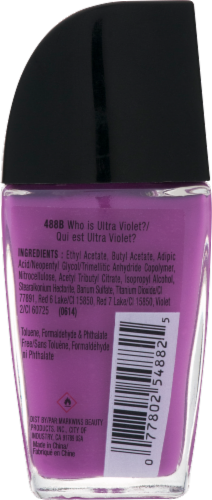 488B Who is Ultra Violet?/
Qui est Ultra Violet?
INGREDIENTS: Ethyl Acetate, Butyl Acetate, Adipic
Acid/Neopentyl Glycol/Trimellitic Anhydride Copolymer,
Nitrocellulose, Acetyl Tributyl Citrate, Isopropyl Alcohol,
Stearalkonium Hectorite, Barium Sulfate, Titanium Dioxide/CI
77891, Red 6 Lake/CI 15850, Red 7 Lake/CI 15850, Violet
2/CI 60725 (0614)
Toluene, Formaldehyde & Phthalate
Free/Sans Toluène, Formaldehyde
ni Phthalate
DIST BY/PAR MARKWINS BEAUTY
PRODUCTS INC., CITY OF
INDUSTRY, CA 91789 USA
Made in China/
Fabriqué en Chine
0 77802 54882 5